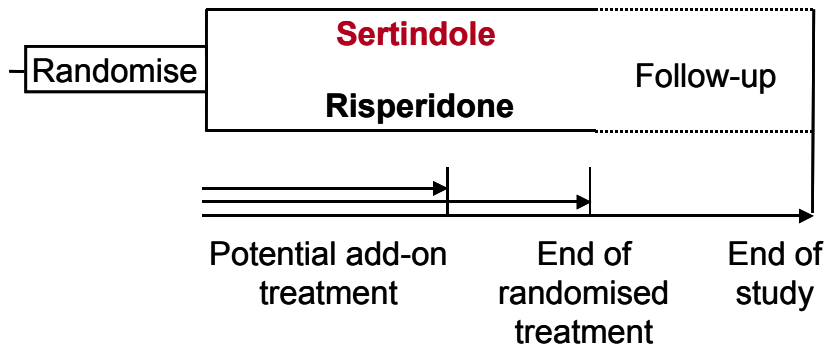 Sertindole
Randomise
Follow-up
Risperidone
Potential add-on
treatment
End of
randomised
treatment
End of
study